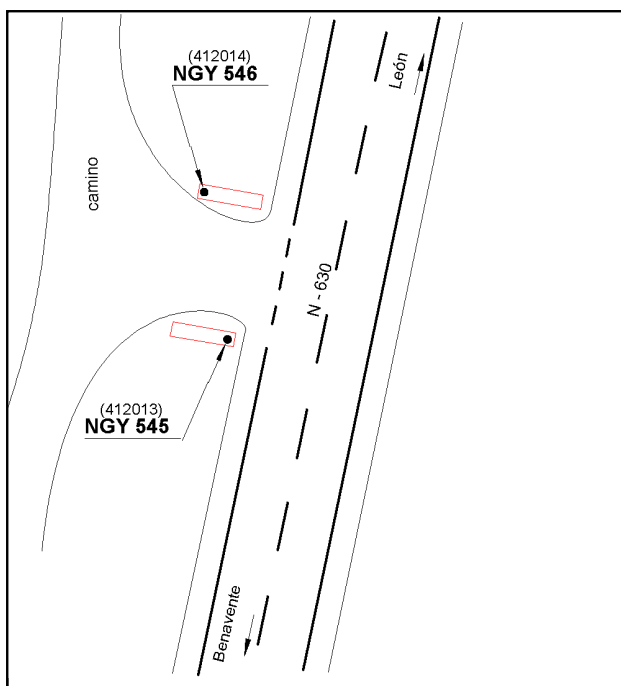 (412014)
NGY 546
León
camino
N - 630
(412013)
NGY 545
Benavente